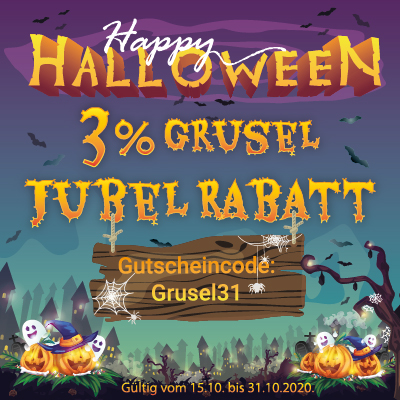 Happy
HALLOWEEN
3% GRUSEL
JUBEL RABATT
Gutscheincode:
Grusel31
Gültig vom 15.10. bis 31.10.2020.